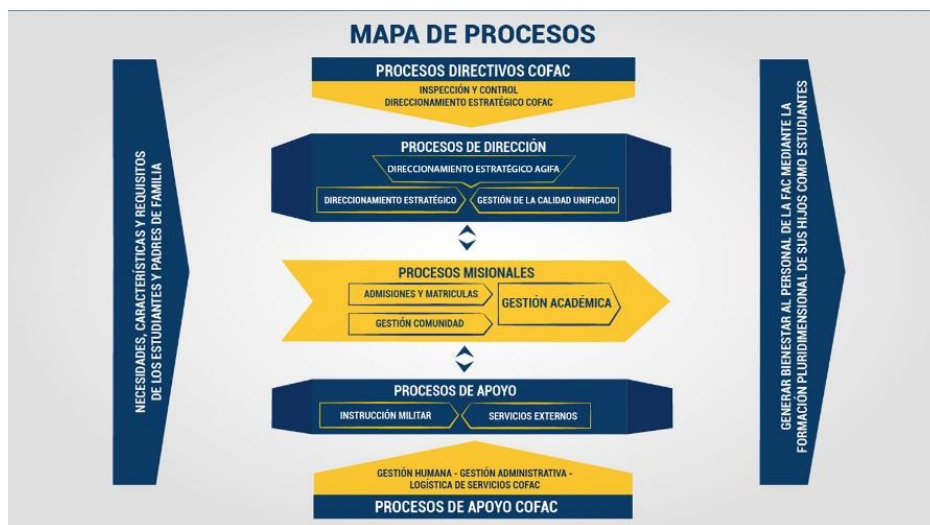 MAPA DE PROCESOS
PROCESOS DIRECTIVOS COFAC
INSPECCIÓN Y CONTROL
DIRECCIONAMIENTO ESTRATÉGICO COFAC
PROCESOS DE DIRECCIÓN
DIRECCIONAMIENTO ESTRATÉGICO AGIFA
DIRECCIONAMIENTO ESTRATÉGICO
GESTIÓN DE LA CALIDAD UNIFICADO
PROCESOS MISIONALES
ADMISIONES Y MATRICULAS
GESTIÓN ACADÉMICA
GESTIÓN COMUNIDAD
PROCESOS DE APOYO
INSTRUCCIÓN MILITAR
SERVICIOS EXTERNOS
GESTIÓN HUMANA - GESTIÓN ADMINISTRATIVA -
LOGÍSTICA DE SERVICIOS COFAC
PROCESOS DE APOYO COFAC
NECESIDADES, CARACTERÍSTICAS Y REQUISITOS
DE LOS ESTUDIANTES Y PADRES DE FAMILIA
GENERAR BIENESTAR AL PERSONAL DE LA FAC MEDIANTE LA
FORMACIÓN PLURIDIMENSIONAL DE SUS HIJOS COMO ESTUDIANTES